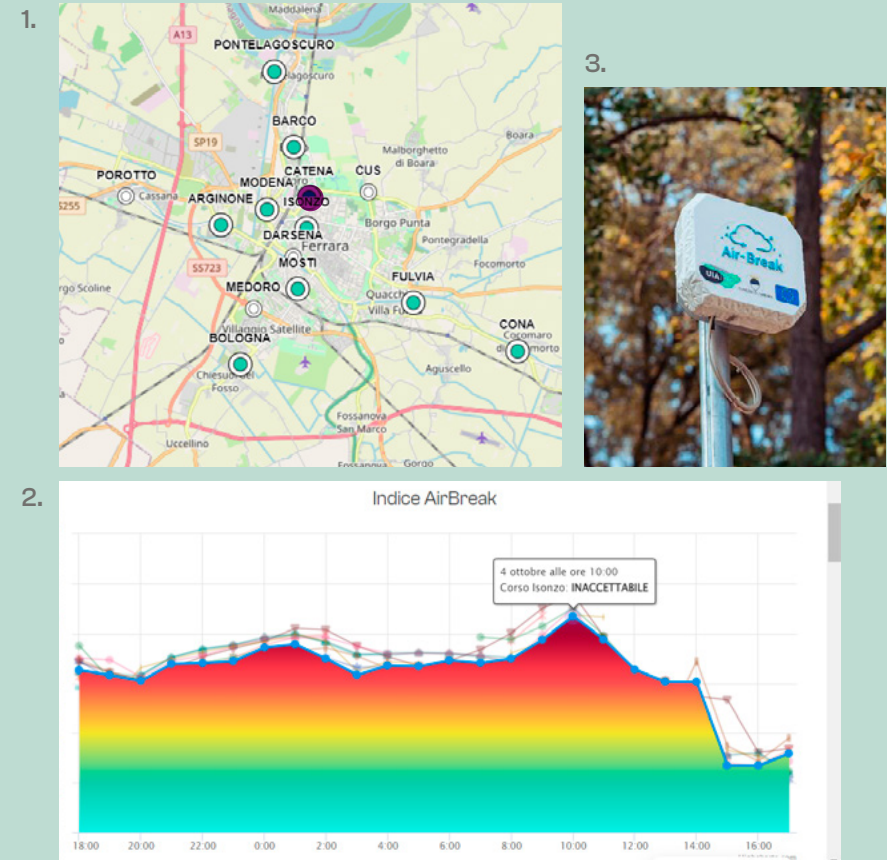 1.
Maddalena
A13
PONTELAGOSCURO
lagoscuro
BARCO
SP19
Boara
Malborghetto
di Boara
POROTTO
CATENA
CUS
MODENA
Cassana
ARGINONE
ISONZO
S255
Borgo Punta
DARSENA
Ferrara
Pontegradella
MOSTI
Focomorto
SS723
FULVIA
rgo Scoline
MEDORO
Quacch
Villa Fu
Villaggio Satellite
CONA
BOLOGNA
Cocomaro
di
morto
Chiesuol del
Fosso
Aguscello
Fossanova
San Marco
Uccellino
Fossanova
Gorgo
3.
Air-Break
UIA
2.
Indice AirBreak
4 ottobre alle ore 10:00
Corso Isonzo: INACCETTABILE
18:00 20:00 22:00 0:00 2:00 4:00 6:00 8:00 10:00 12:00 14:00 16:00